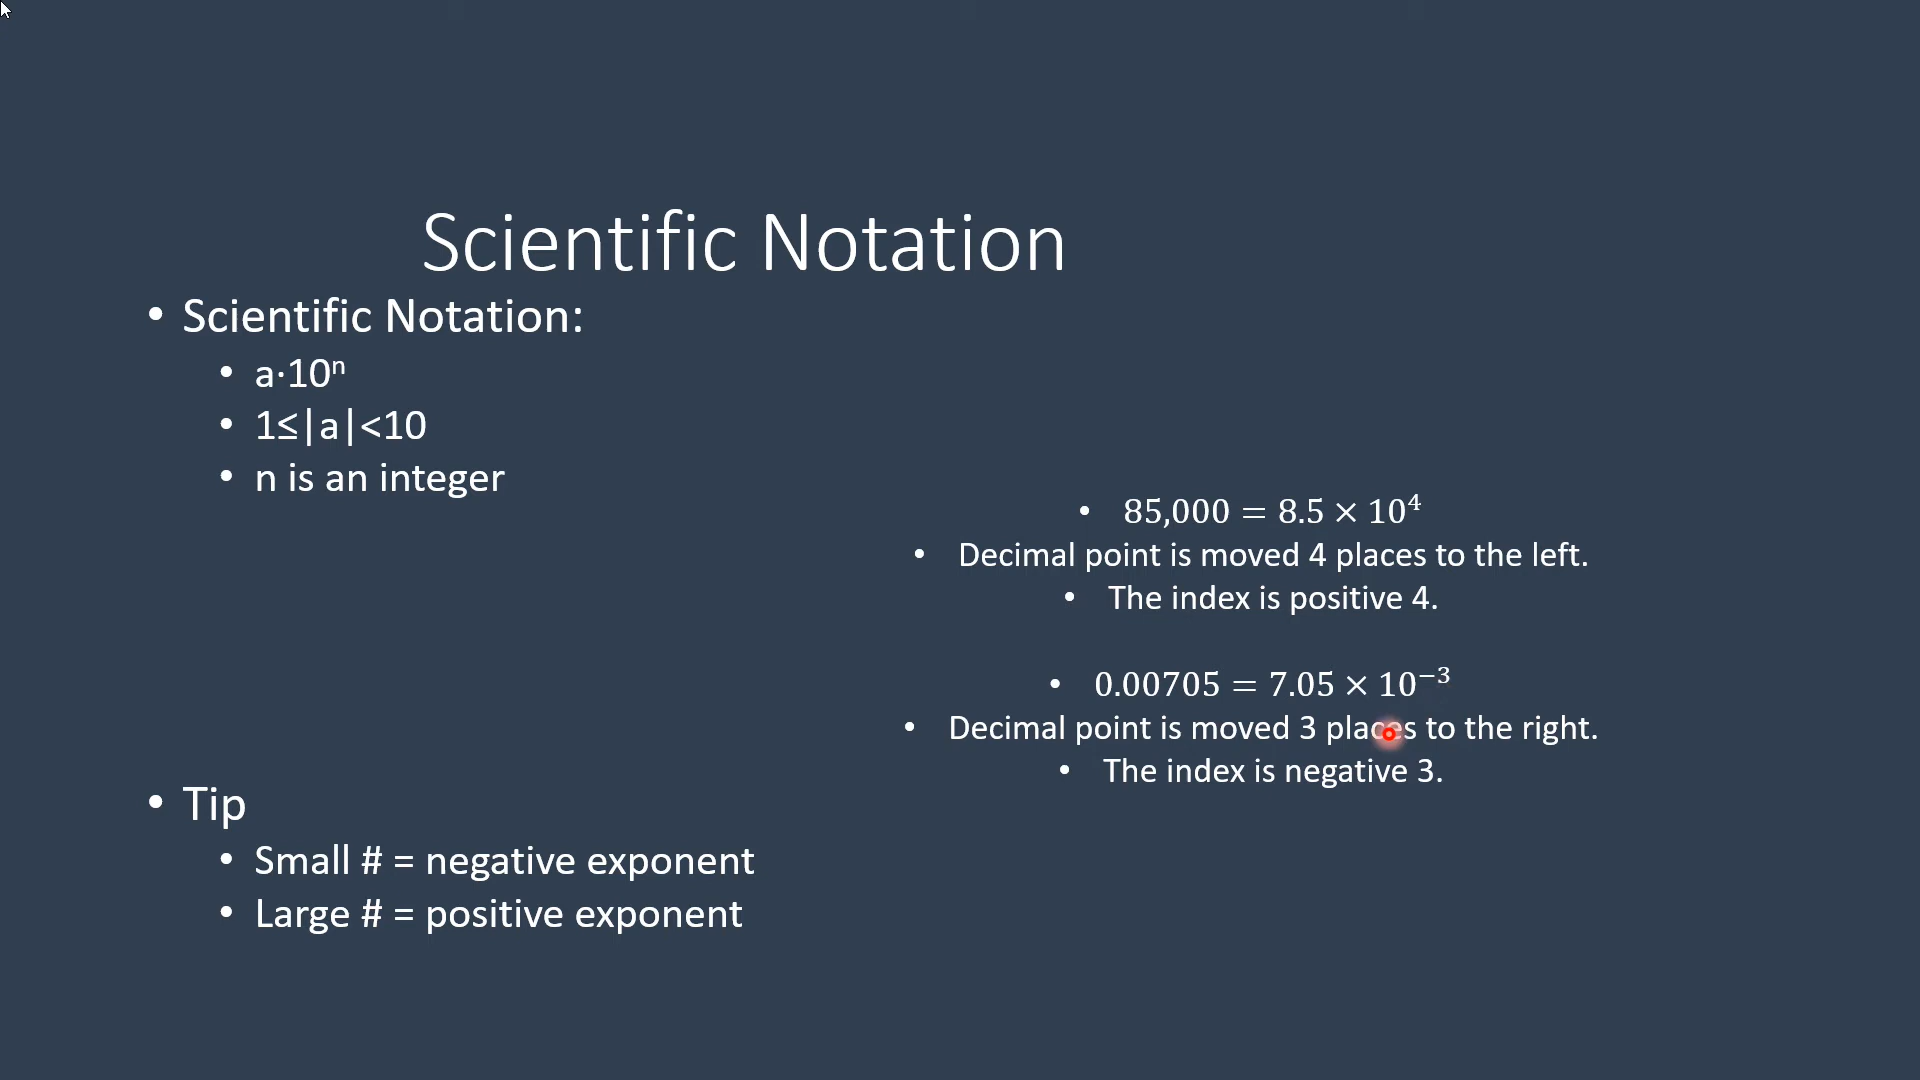 Scientific Notation
• Scientific Notation:
• a·10ⁿ
• 1≤|a|<10
• n is an integer
• 85,000 = 8.5 × 10⁴
• Decimal point is moved 4 places to the left.
• The index is positive 4.
• 0.00705 = 7.05 × 10⁻³
• Decimal point is moved 3 places to the right.
• The index is negative 3.
• Tip
• Small # = negative exponent
• Large # = positive exponent